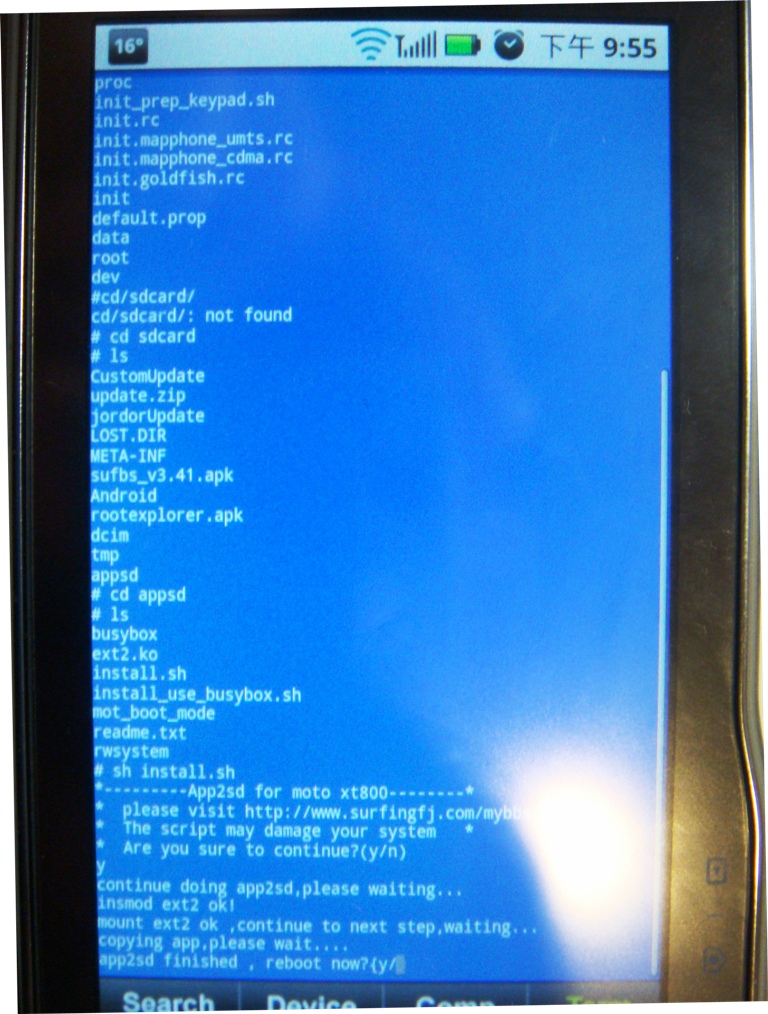 16° 下午 9:55
proc
init_prep_keypad.sh
init.rc
init.mapphone_umts.rc
init.mapphone_cdma.rc
init.goldfish.rc
init
default.prop
data
root
dev
#cd/sdcard/
cd/sdcard/: not found
# cd sdcard
# ls
CustomUpdate
update.zip
jordorUpdate
LOST.DIR
META-INF
sufbs_v3.41.apk
Android
rootexplorer.apk
dcim
tmp
appsd
# cd appsd
# ls
busybox
ext2.ko
install.sh
install_use_busybox.sh
mot_boot_mode
readme.txt
rwsystem
# sh install.sh
*---------App2sd for moto xt800--------*
* please visit http://www.surfingfj.com/mybbs
* The script may damage your system *
* Are you sure to continue?(y/n)
y
continue doing app2sd,please waiting...
insmod ext2 ok!
mount ext2 ok ,continue to next step,waiting...
copying app,please wait....
app2sd finished , reboot now?{y/
Search Device Comp